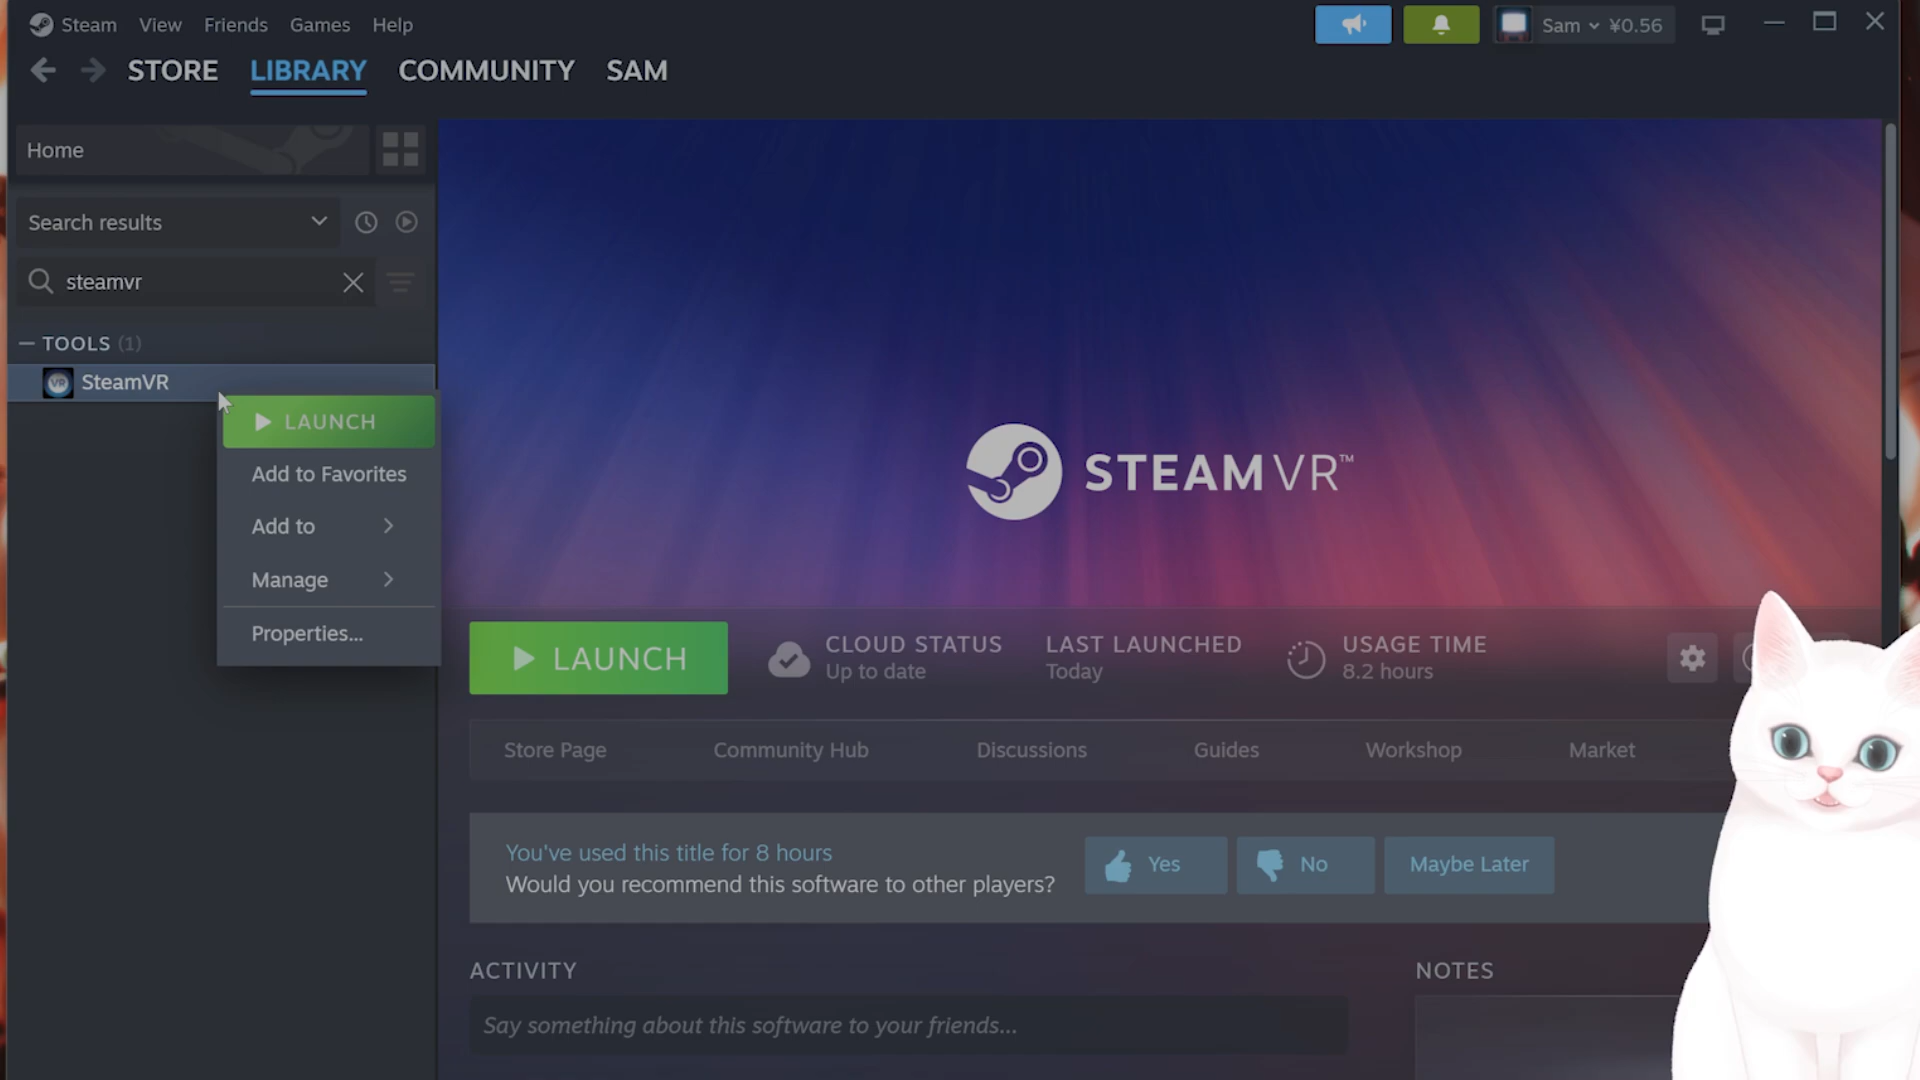 Steam View Friends Games Help
Sam ¥0.56
STORE LIBRARY COMMUNITY SAM
Home
Search results
steamvr
TOOLS (1)
VR SteamVR
LAUNCH
Add to Favorites
Add to
Manage
Properties...
STEAMVR™
LAUNCH
CLOUD STATUS
Up to date
LAST LAUNCHED
Today
USAGE TIME
8.2 hours
Store Page Community Hub Discussions Guides Workshop Market
You've used this title for 8 hours
Would you recommend this software to other players?
Yes No Maybe Later
ACTIVITY
Say something about this software to your friends...
NOTES